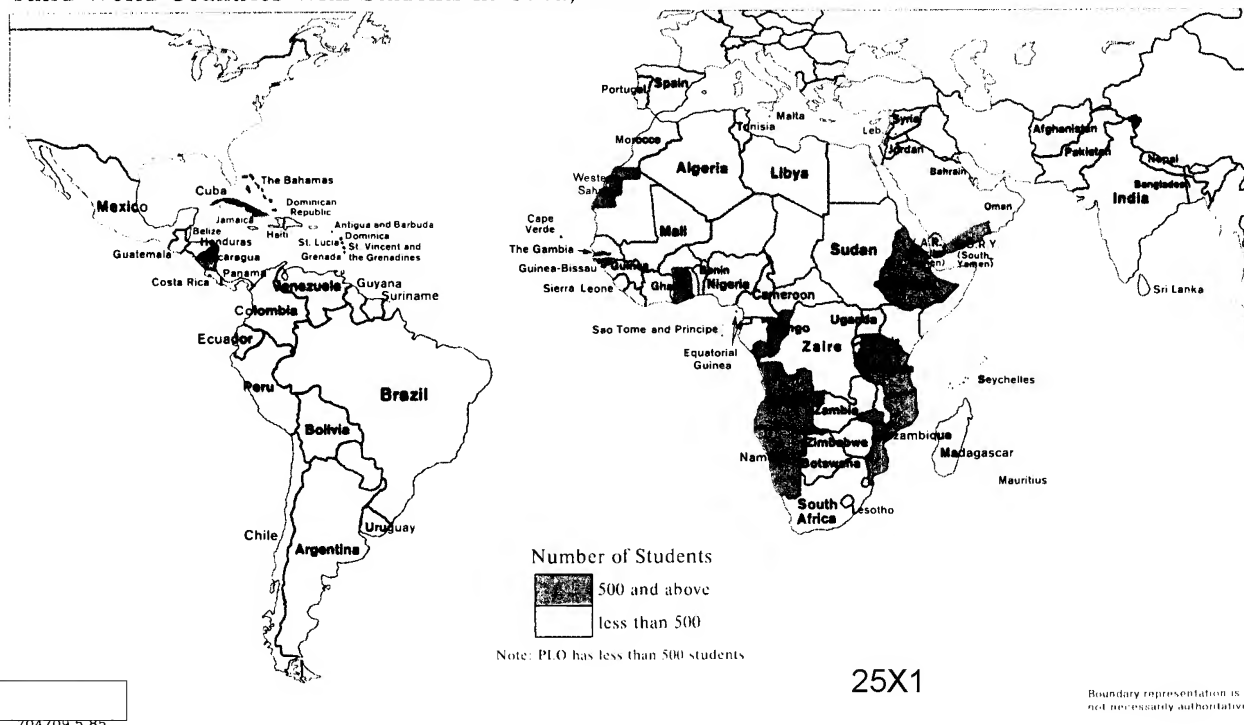 Mexico
Cuba
The Bahamas
Dominican
Republic
Jamaica
Haiti
Belize
Honduras
Antigua and Barbuda
Dominica
St. Lucia
St. Vincent and
Grenada
the Grenadines
Guatemala
Costa Rica
Panama
Venezuela
Guyana
Suriname
Colombia
Ecuador
Peru
Brazil
Bolivia
Chile
Uruguay
Argentina
Portugal
Spain
Malta
Tunisia
Morocco
Algeria
Libya
Syria
Leb.
Jordan
Bahrain
Afghanistan
Pakistan
Nepal
Bangladesh
India
Oman
(South
Yemen)
Sri Lanka
Cape
Verde
Mali
Sudan
The Gambia
Guinea-Bissau
Guinea
Sierra Leone
Benin
Nigeria
Cameroon
Uganda
Sao Tome and Principe
Equatorial
Guinea
Zaire
Seychelles
Zambia
Zimbabwe
Botswana
Madagascar
Mauritius
South
Africa
Lesotho
Number of Students
500 and above
less than 500
Note: PLO has less than 500 students
25X1
Boundary representation is
not necessarily authoritative